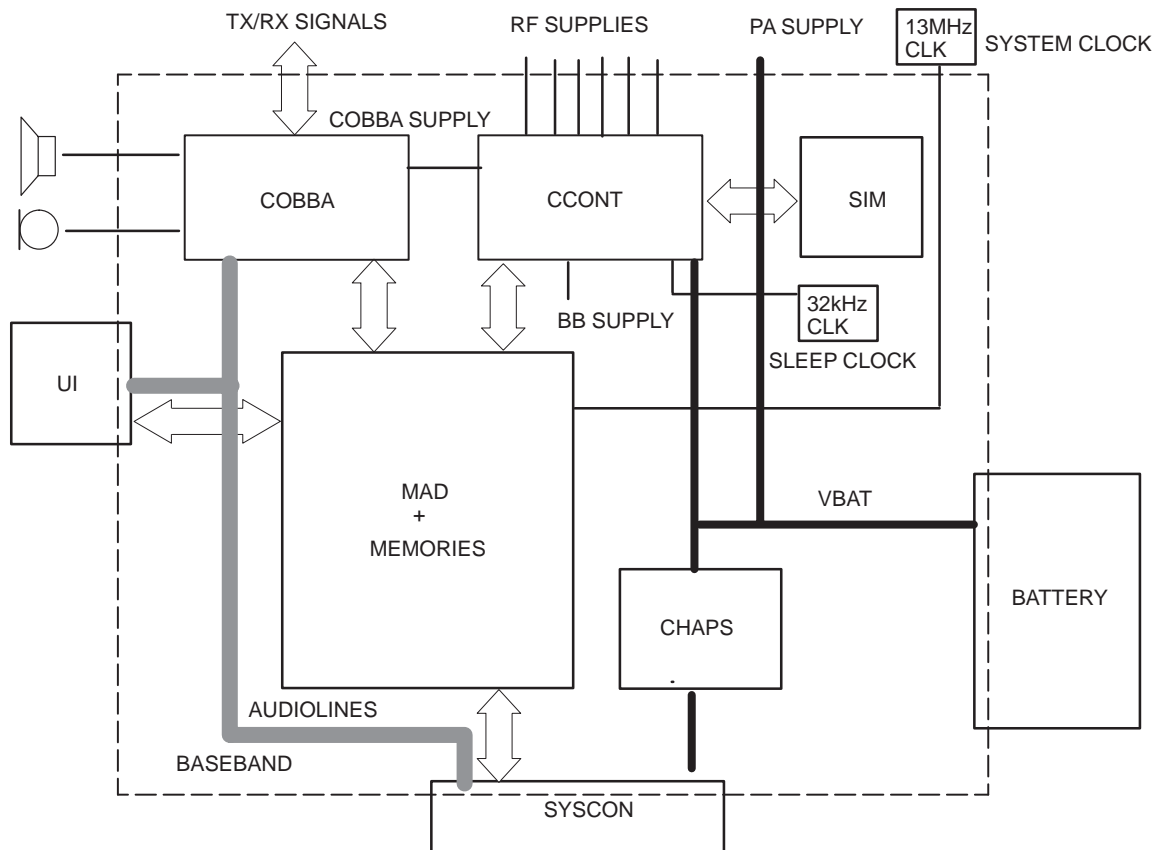 TX/RX SIGNALS
RF SUPPLIES
PA SUPPLY
13MHz
CLK
SYSTEM CLOCK
COBBA SUPPLY
COBBA
CCONT
SIM
BB SUPPLY
32kHz
CLK
SLEEP CLOCK
UI
MAD
+
MEMORIES
VBAT
BATTERY
CHAPS
AUDIOLINES
BASEBAND
SYSCON